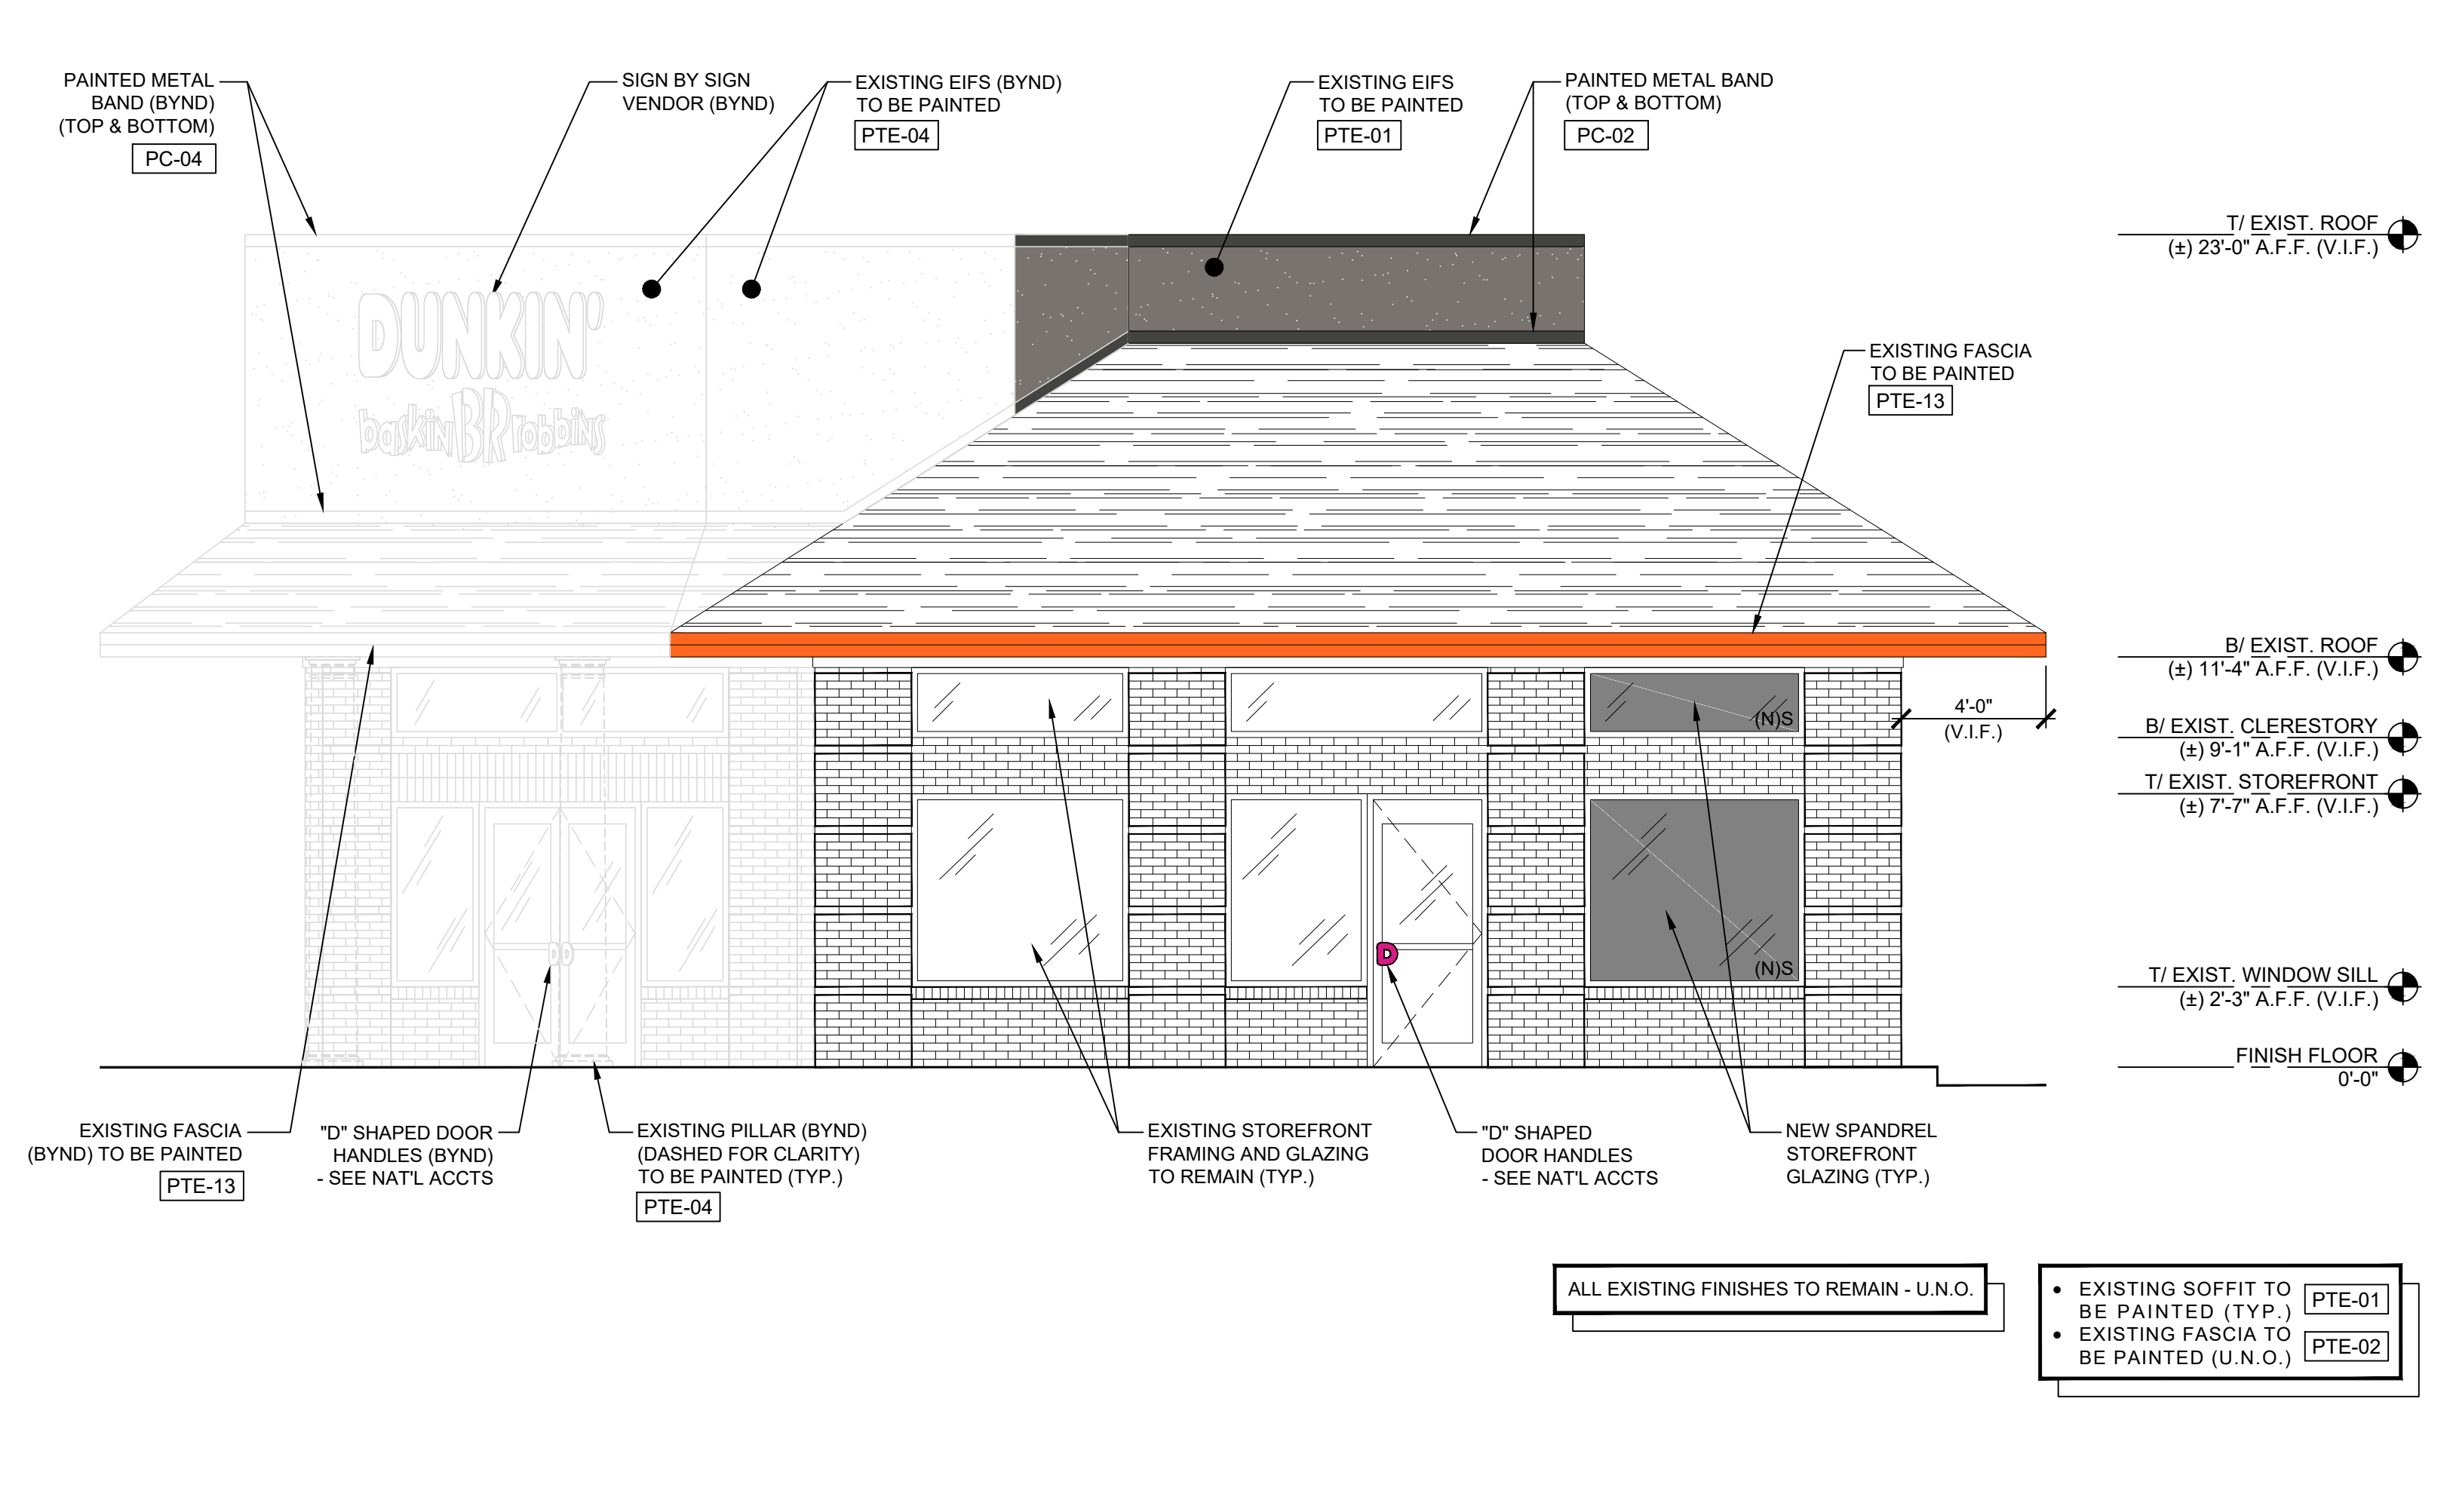 PAINTED METAL
BAND (BYND)
(TOP & BOTTOM)
PC-04
SIGN BY SIGN
VENDOR (BYND)
EXISTING EIFS (BYND)
TO BE PAINTED
PTE-04
EXISTING EIFS
TO BE PAINTED
PTE-01
PAINTED METAL BAND
(TOP & BOTTOM)
PC-02
T/ EXIST. ROOF
(±) 23'-0" A.F.F. (V.I.F.)
DUNKIN'
baskin BR robbins
EXISTING FASCIA
TO BE PAINTED
PTE-13
B/ EXIST. ROOF
(±) 11'-4" A.F.F. (V.I.F.)
4'-0"
(V.I.F.)
B/ EXIST. CLERESTORY
(±) 9'-1" A.F.F. (V.I.F.)
T/ EXIST. STOREFRONT
(±) 7'-7" A.F.F. (V.I.F.)
(N)S
DD
D
(N)S
T/ EXIST. WINDOW SILL
(±) 2'-3" A.F.F. (V.I.F.)
FINISH FLOOR
0'-0"
EXISTING FASCIA
(BYND) TO BE PAINTED
PTE-13
"D" SHAPED DOOR
HANDLES (BYND)
- SEE NAT'L ACCTS
EXISTING PILLAR (BYND)
(DASHED FOR CLARITY)
TO BE PAINTED (TYP.)
PTE-04
EXISTING STOREFRONT
FRAMING AND GLAZING
TO REMAIN (TYP.)
"D" SHAPED
DOOR HANDLES
- SEE NAT'L ACCTS
NEW SPANDREL
STOREFRONT
GLAZING (TYP.)
ALL EXISTING FINISHES TO REMAIN - U.N.O.
• EXISTING SOFFIT TO
BE PAINTED (TYP.)
PTE-01
• EXISTING FASCIA TO
BE PAINTED (U.N.O.)
PTE-02